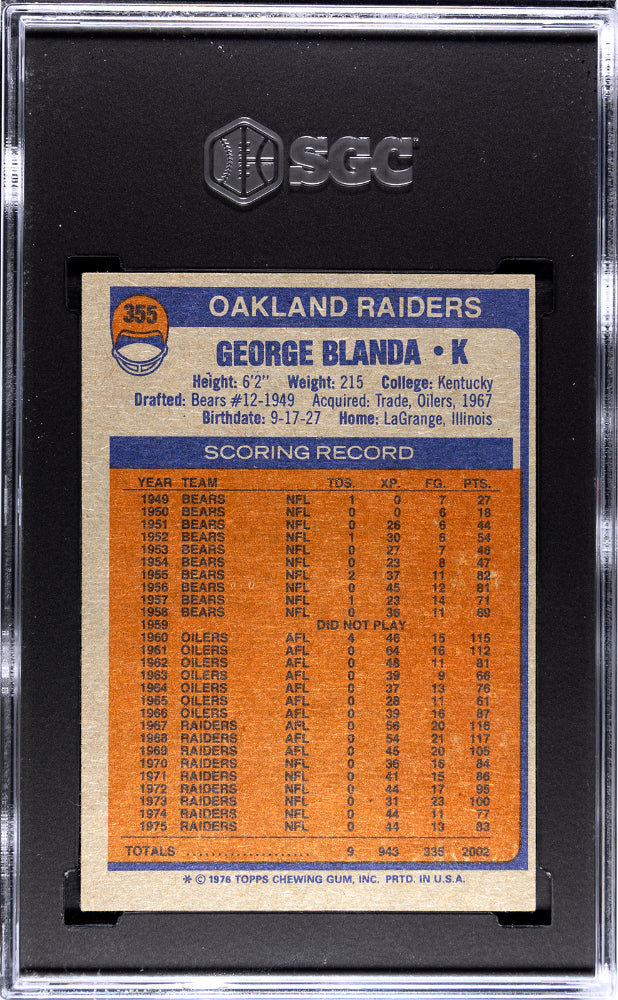 SGC
355
OAKLAND RAIDERS
GEORGE BLANDA • K
Height: 6'2" Weight: 215 College: Kentucky
Drafted: Bears #12-1949 Acquired: Trade, Oilers, 1967
Birthdate: 9-17-27 Home: LaGrange, Illinois
SCORING RECORD
YEAR TEAM TDS. XP. FG. PTS.
1949 BEARS NFL 1 0 7 27
1950 BEARS NFL 0 0 6 18
1951 BEARS NFL 0 26 6 44
1952 BEARS NFL 1 30 6 54
1953 BEARS NFL 0 27 7 48
1954 BEARS NFL 0 23 8 47
1955 BEARS NFL 2 37 11 82
1956 BEARS NFL 0 45 12 81
1957 BEARS NFL 1 23 14 71
1958 BEARS NFL 0 36 11 69
1959 DID NOT PLAY
1960 OILERS AFL 4 46 15 115
1961 OILERS AFL 0 64 16 112
1962 OILERS AFL 0 48 11 81
1963 OILERS AFL 0 39 9 66
1964 OILERS AFL 0 37 13 76
1965 OILERS AFL 0 28 11 61
1966 OILERS AFL 0 39 16 87
1967 RAIDERS AFL 0 56 20 116
1968 RAIDERS AFL 0 54 21 117
1969 RAIDERS AFL 0 45 20 105
1970 RAIDERS NFL 0 36 16 84
1971 RAIDERS NFL 0 41 15 86
1972 RAIDERS NFL 0 44 17 95
1973 RAIDERS NFL 0 31 23 100
1974 RAIDERS NFL 0 44 11 77
1975 RAIDERS NFL 0 44 13 83
TOTALS .................... 9 943 335 2002
* © 1976 TOPPS CHEWING GUM, INC. PRTD. IN U.S.A.